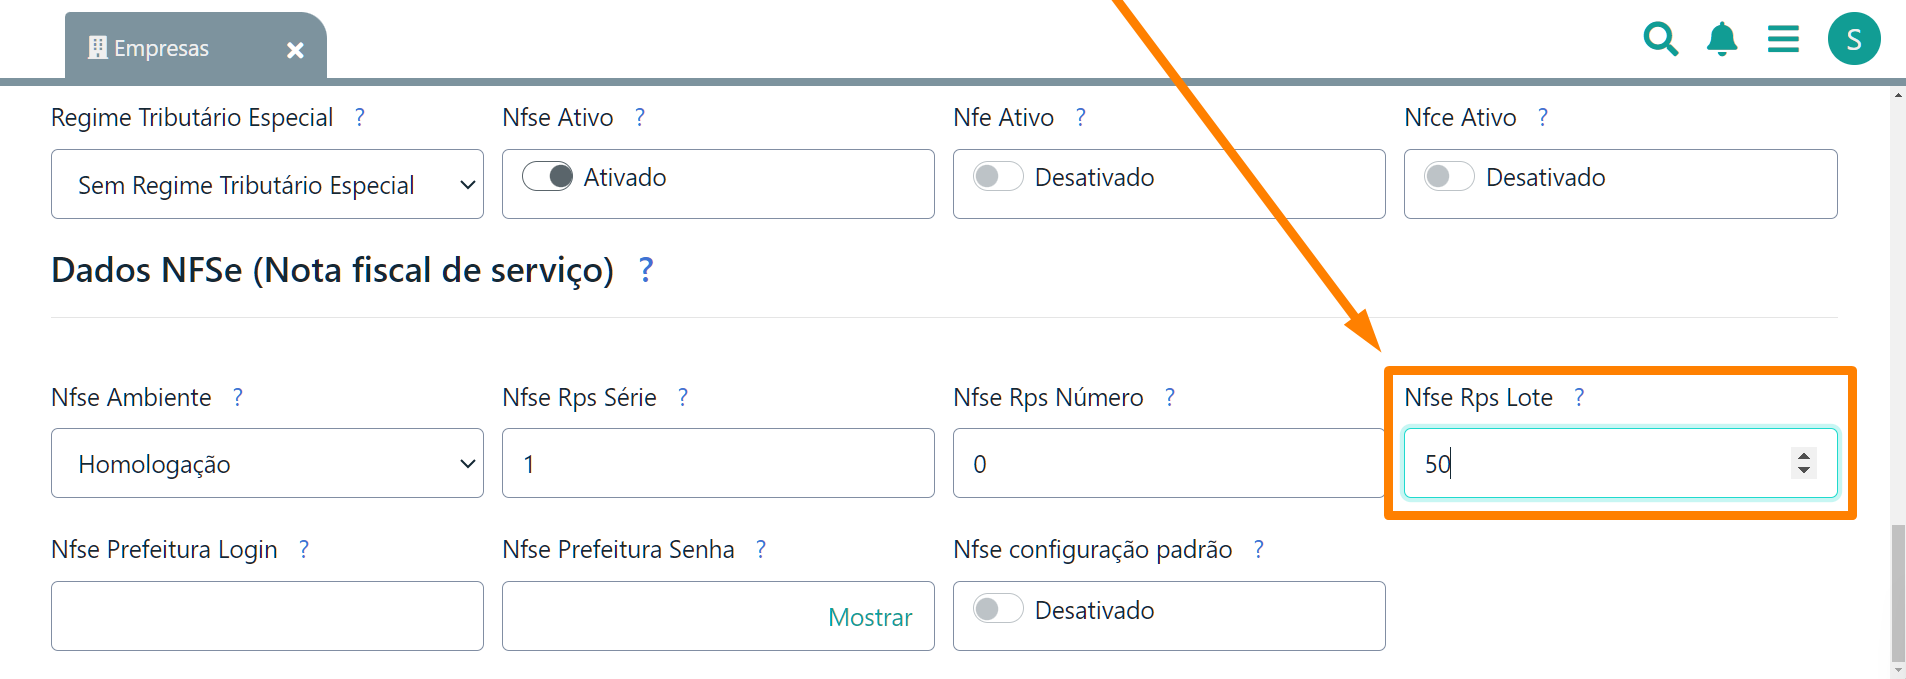 Empresas
S
Regime Tributário Especial ?
Nfse Ativo ?
Nfe Ativo ?
Nfce Ativo ?
Sem Regime Tributário Especial
Ativado
Desativado
Desativado
Dados NFSe (Nota fiscal de serviço) ?
Nfse Ambiente ?
Nfse Rps Série ?
Nfse Rps Número ?
Nfse Rps Lote ?
Homologação
1
0
50
Nfse Prefeitura Login ?
Nfse Prefeitura Senha ?
Nfse configuração padrão ?
Mostrar
Desativado